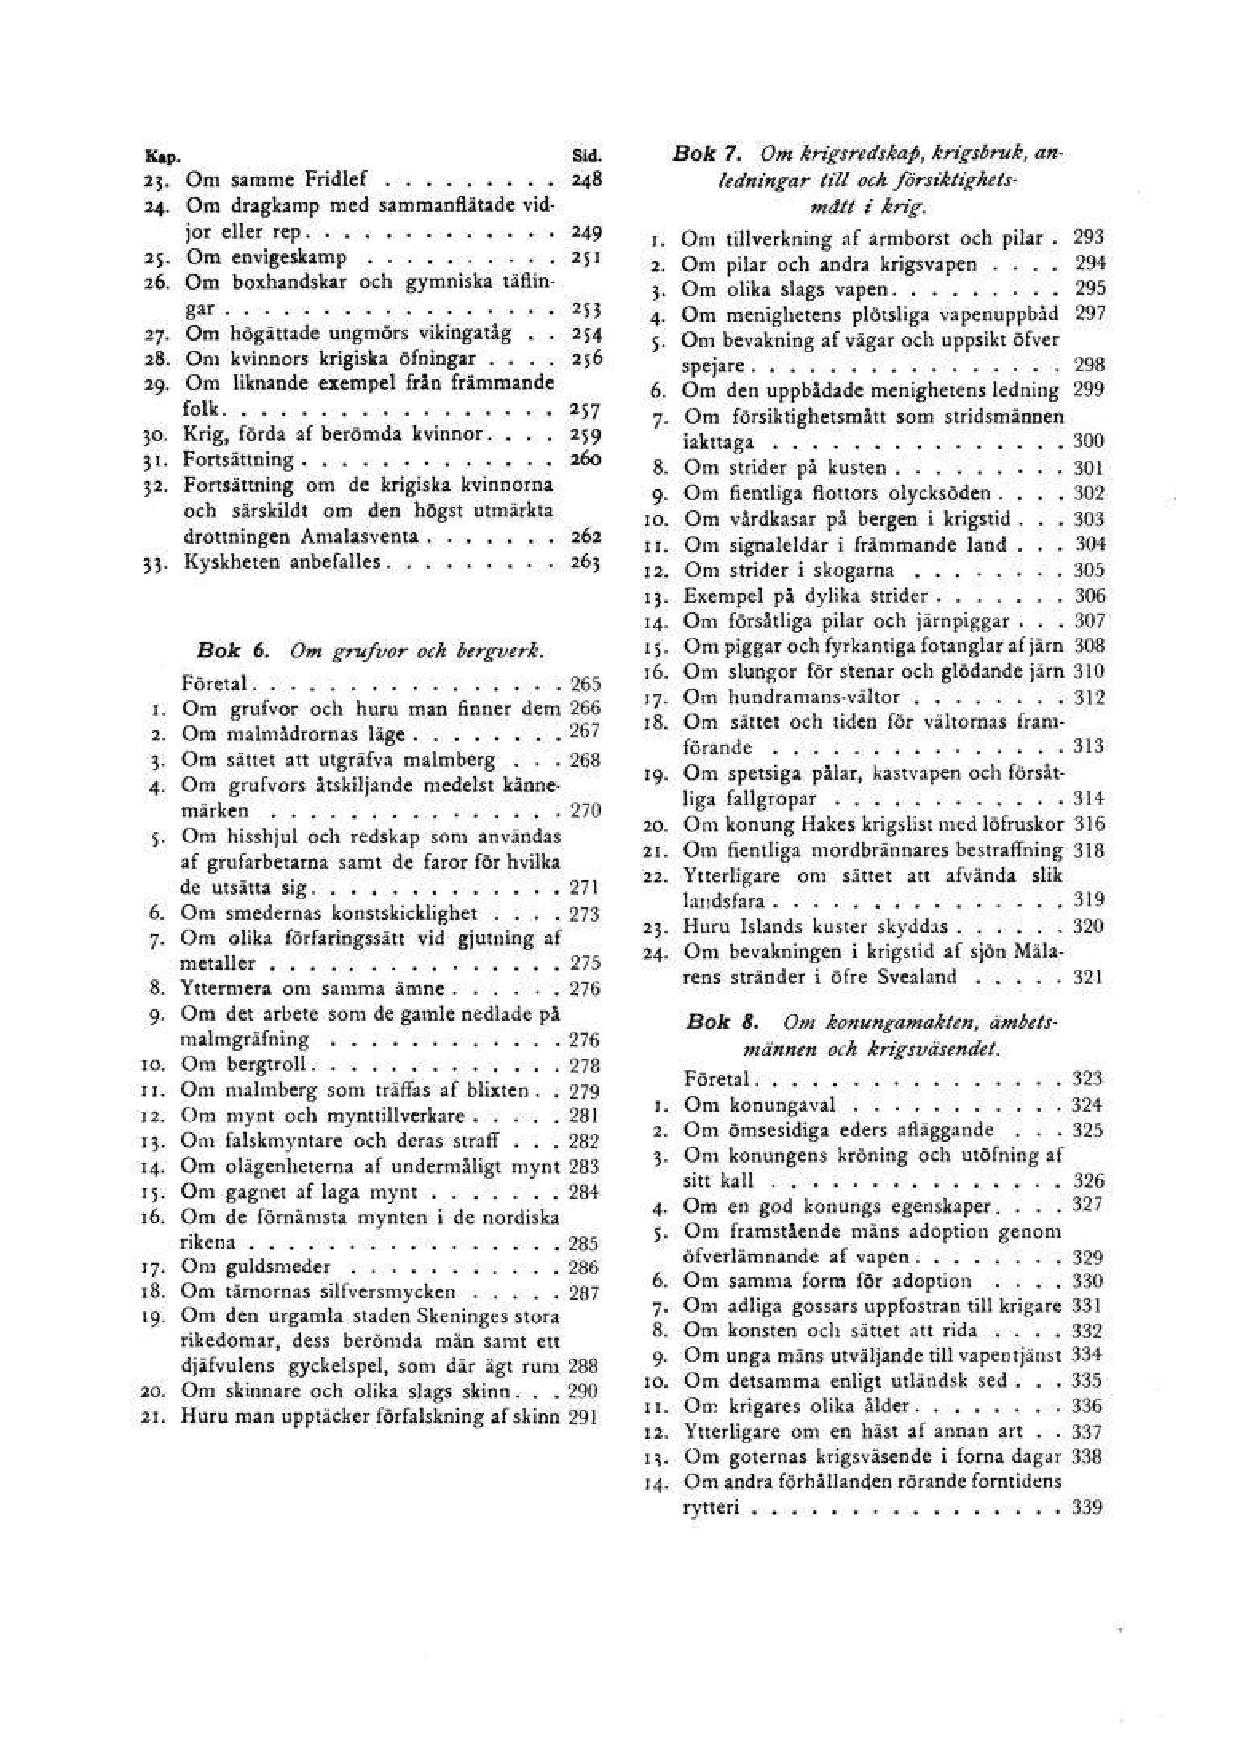 Kap. Sid.
23. Om samme Fridlef . . . . . . . . . 248
24. Om dragkamp med sammanflätade vid-
jor eller rep. . . . . . . . . . . . . 249
25. Om envigeskamp . . . . . . . . . . 251
26. Om boxhandskar och gymniska täflin-
gar . . . . . . . . . . . . . . . . . 253
27. Om högättade ungmörs vikingatåg . . 254
28. Om kvinnors krigiska öfningar . . . . 256
29. Om liknande exempel från främmande
folk. . . . . . . . . . . . . . . . . 257
30. Krig, förda af berömda kvinnor. . . . 259
31. Fortsättning . . . . . . . . . . . . . 260
32. Fortsättning om de krigiska kvinnorna
och särskildt om den högst utmärkta
drottningen Amalasventa . . . . . . . 262
33. Kyskheten anbefalles. . . . . . . . . 263
Bok 6. Om grufvor och bergverk.
Företal. . . . . . . . . . . . . . . . 265
1. Om grufvor och huru man finner dem 266
2. Om malmådrornas läge . . . . . . . . 267
3. Om sättet att utgräfva malmberg . . . 268
4. Om grufvors åtskiljande medelst känne-
märken . . . . . . . . . . . . . . . 270
5. Om hisshjul och redskap som användas
af grufarbetarna samt de faror för hvilka
de utsätta sig. . . . . . . . . . . . . 271
6. Om smedernas konstskicklighet . . . . 273
7. Om olika förfaringssätt vid gjutning af
metaller . . . . . . . . . . . . . . . 275
8. Yttermera om samma ämne . . . . . . 276
9. Om det arbete som de gamle nedlade på
malmgräfning . . . . . . . . . . . . 276
10. Om bergtroll. . . . . . . . . . . . . 278
11. Om malmberg som träffas af blixten . . 279
12. Om mynt och mynttillverkare . . . . . 281
13. Om falskmyntare och deras straff . . . 282
14. Om olägenheterna af undermåligt mynt 283
15. Om gagnet af laga mynt . . . . . . . 284
16. Om de förnämsta mynten i de nordiska
rikena . . . . . . . . . . . . . . . . 285
17. Om guldsmeder . . . . . . . . . . . 286
18. Om tärnornas silfversmycken . . . . . 287
19. Om den urgamla staden Skeninges stora
rikedomar, dess berömda män samt ett
djäfvulens gyckelspel, som där ägt rum 288
20. Om skinnare och olika slags skinn. . . 290
21. Huru man upptäcker förfalskning af skinn 291
Bok 7. Om krigsredskap, krigsbruk, an-
ledningar till och försiktighets-
mått i krig.
1. Om tillverkning af armborst och pilar . 293
2. Om pilar och andra krigsvapen . . . . 294
3. Om olika slags vapen. . . . . . . . . 295
4. Om menighetens plötsliga vapenuppbåd 297
5. Om bevakning af vägar och uppsikt öfver
spejare . . . . . . . . . . . . . . . . 298
6. Om den uppbådade menighetens ledning 299
7. Om försiktighetsmått som stridsmännen
iakttaga . . . . . . . . . . . . . . . 300
8. Om strider på kusten . . . . . . . . . 301
9. Om fientliga flottors olycksöden . . . . 302
10. Om vårdkasar på bergen i krigstid . . . 303
11. Om signaleldar i främmande land . . . 304
12. Om strider i skogarna . . . . . . . . 305
13. Exempel på dylika strider . . . . . . . 306
14. Om försåtliga pilar och järnpiggar . . . 307
15. Om piggar och fyrkantiga fotanglar af järn 308
16. Om slungor för stenar och glödande järn 310
17. Om hundramans-vältor . . . . . . . . 312
18. Om sättet och tiden för vältornas fram-
förande . . . . . . . . . . . . . . . 313
19. Om spetsiga pålar, kastvapen och försåt-
liga fallgropar . . . . . . . . . . . . 314
20. Om konung Hakes krigslist med löfruskor 316
21. Om fientliga mordbrännares bestraffning 318
22. Ytterligare om sättet att afvända slik
landsfara . . . . . . . . . . . . . . . 319
23. Huru Islands kuster skyddas . . . . . . 320
24. Om bevakningen i krigstid af sjön Mäla-
rens stränder i öfre Svealand . . . . . 321
Bok 8. Om konungamakten, ämbets-
männen och krigsväsendet.
Företal. . . . . . . . . . . . . . . . 323
1. Om konungaval . . . . . . . . . . . 324
2. Om ömsesidiga eders afläggande . . . 325
3. Om konungens kröning och utöfning af
sitt kall . . . . . . . . . . . . . . . 326
4. Om en god konungs egenskaper. . . . 327
5. Om framstående mäns adoption genom
öfverlämnande af vapen . . . . . . . . 329
6. Om samma form för adoption . . . . 330
7. Om adliga gossars uppfostran till krigare 331
8. Om konsten och sättet att rida . . . . 332
9. Om unga mäns utväljande till vapentjänst 334
10. Om detsamma enligt utländsk sed . . . 335
11. Om krigares olika ålder. . . . . . . . 336
12. Ytterligare om en häst af annan art . . 337
13. Om goternas krigsväsende i forna dagar 338
14. Om andra förhållanden rörande forntidens
rytteri . . . . . . . . . . . . . . . . 339